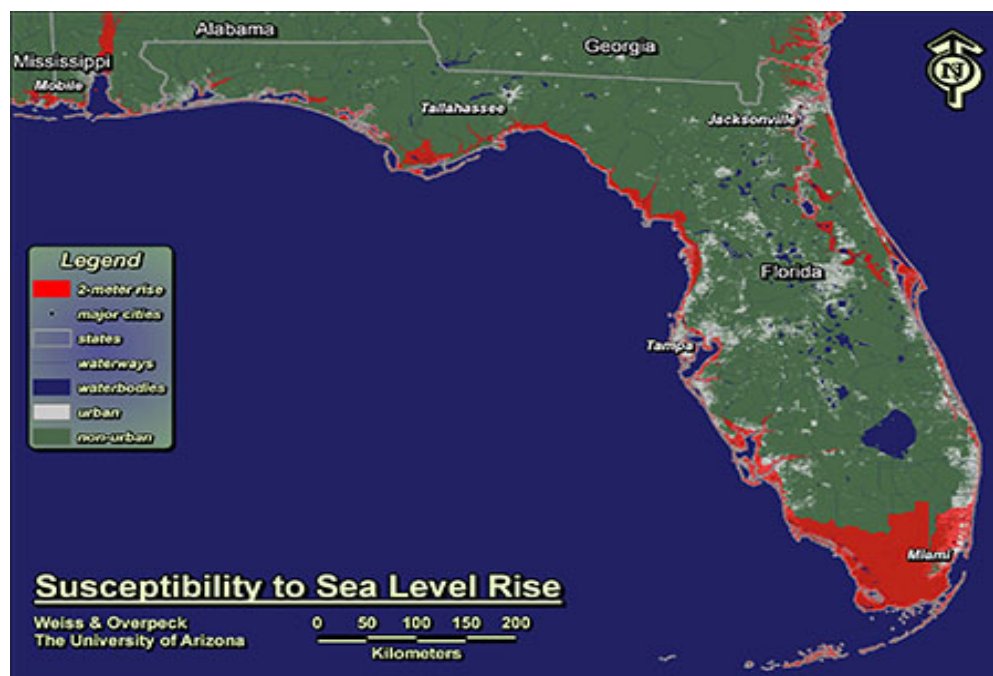 Alabama
Georgia
Mississippi
Mobile
N
Tallahassee
Jacksonville
Legend
2-meter rise
major cities
states
waterways
waterbodies
urban
non-urban
Florida
Tampa
Miami
Susceptibility to Sea Level Rise
Weiss & Overpeck
The University of Arizona
0 50 100 150 200
Kilometers